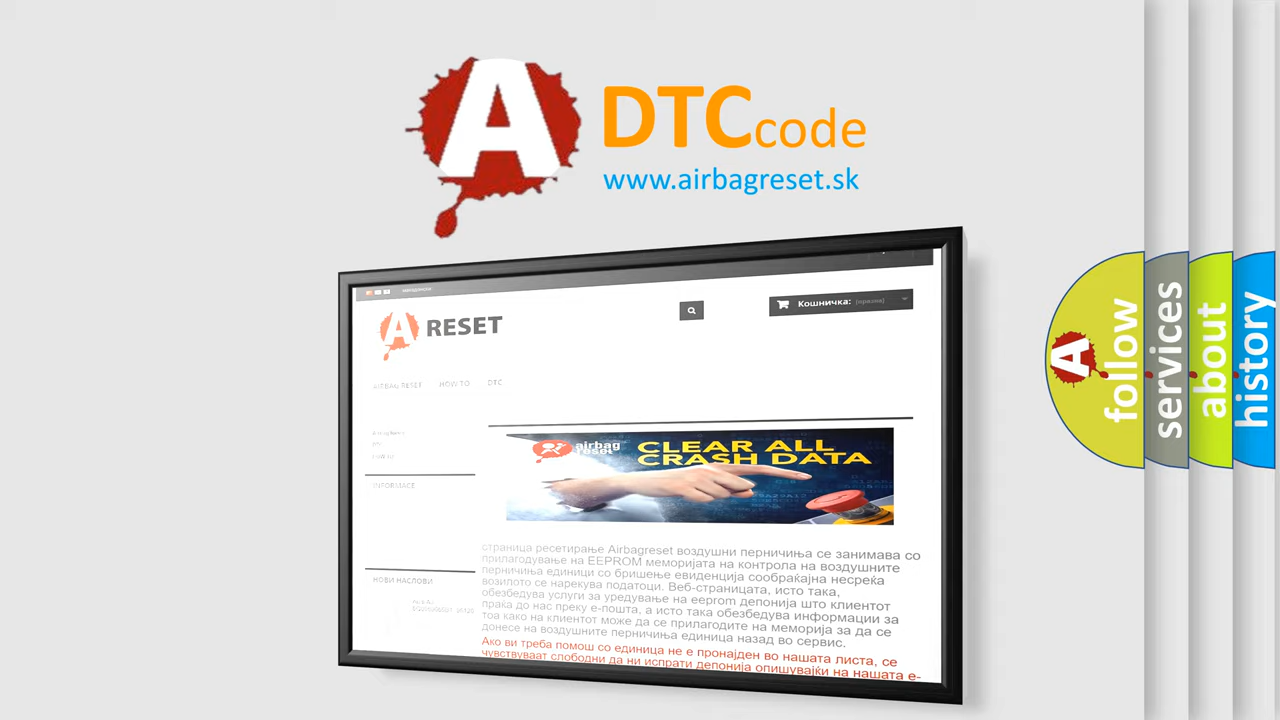 A
DTCcode
www.airbagreset.sk
A RESET
Кошничка: (празна)
AIRBAG RESET HOW TO DTC
airbag reset
CLEAR ALL
CRASH DATA
INFORMACE
НОВИ НАСЛОВИ
страница ресетирање Airbagreset воздушни перничиња се занимава со
прилагодување на EEPROM меморијата на контрола на воздушните
перничиња единици со бришење евиденција сообраќајна несреќа
возилото се нарекува податоци. Веб-страницата, исто така,
обезбедува услуги за уредување на eeprom депонија што клиентот
праќа до нас преку е-пошта, а исто така обезбедува информации за
тоа како на клиентот може да се прилагодите на меморија за да се
донесе на воздушните перничиња единица назад во сервис.
Ако ви треба помош со единица не е пронајден во нашата листа, се
чувствуваат слободни да ни испрати депонија опишувајќи на нашата е-
A
follow
services
about
history